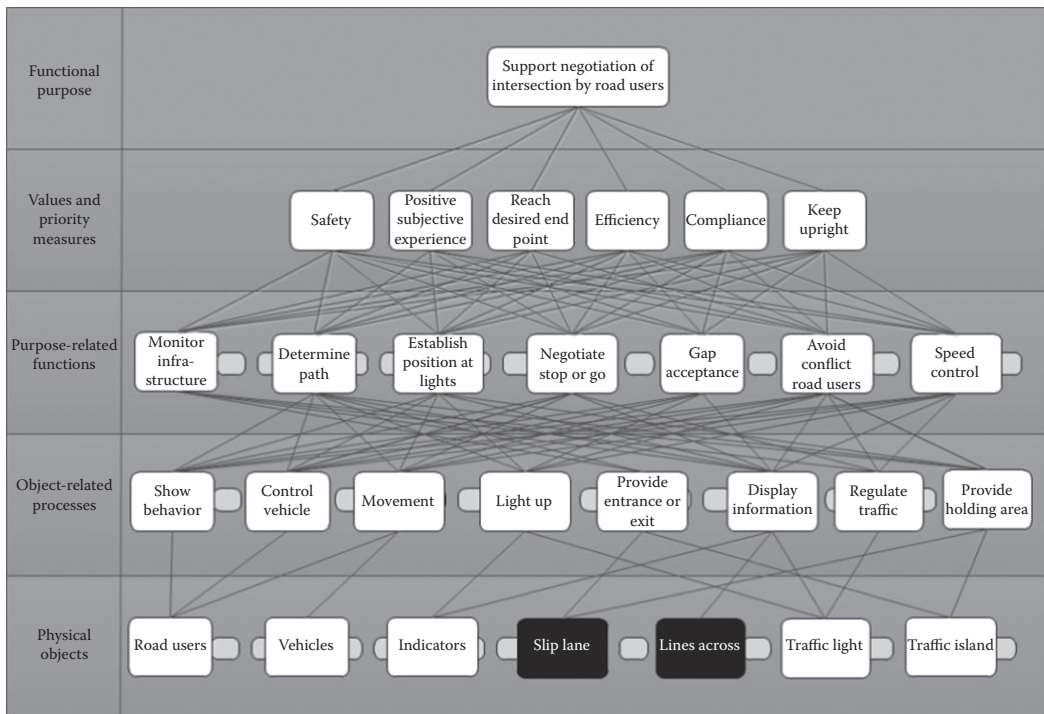 Functional
purpose
Support negotiation of
intersection by road users
Values and
priority
measures
Safety
Positive
subjective
experience
Reach
desired end
point
Efficiency
Compliance
Keep
upright
Purpose-related
functions
Monitor
infra-
structure
Determine
path
Establish
position at
lights
Negotiate
stop or go
Gap
acceptance
Avoid
conflict
road users
Speed
control
Object-related
processes
Show
behavior
Control
vehicle
Movement
Light up
Provide
entrance or
exit
Display
information
Regulate
traffic
Provide
holding area
Physical
objects
Road users
Vehicles
Indicators
Slip lane
Lines across
Traffic light
Traffic island